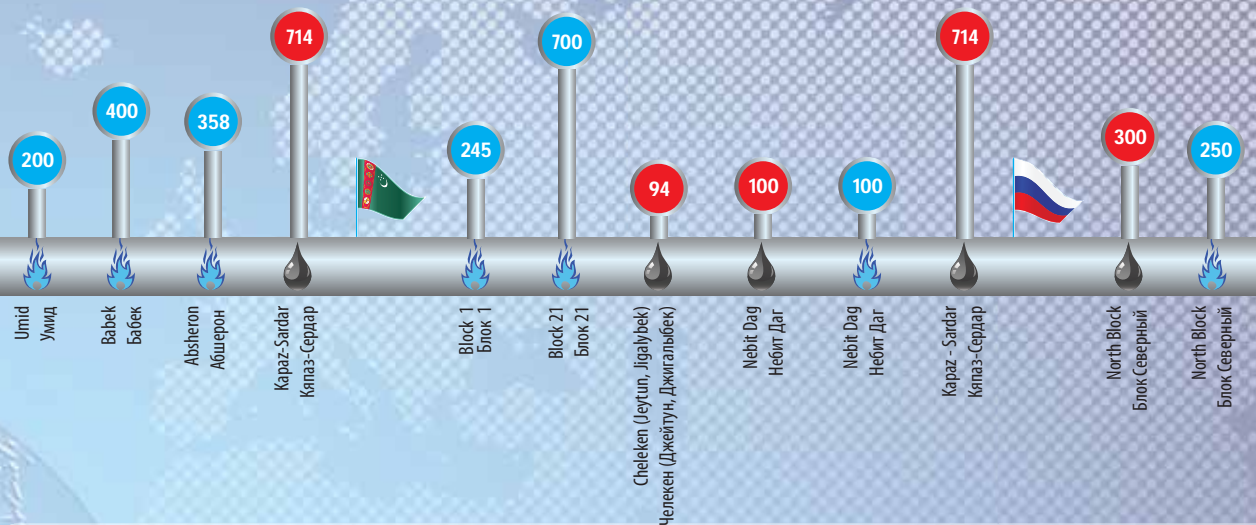 714
700
714
400
358
300
200
245
250
94
100
100
Umid
Умид
Babek
Бабек
Absheron
Абшерон
Kapaz-Sardar
Кяпаз-Сердар
Block 1
Блок 1
Block 21
Блок 21
Cheleken (Jeytun, Jigalybek)
Челекен (Джейтун, Джигалыбек)
Nebit Dag
Небит Даг
Nebit Dag
Небит Даг
Kapaz - Sardar
Кяпаз-Сердар
North Block
Блок Северный
North Block
Блок Северный